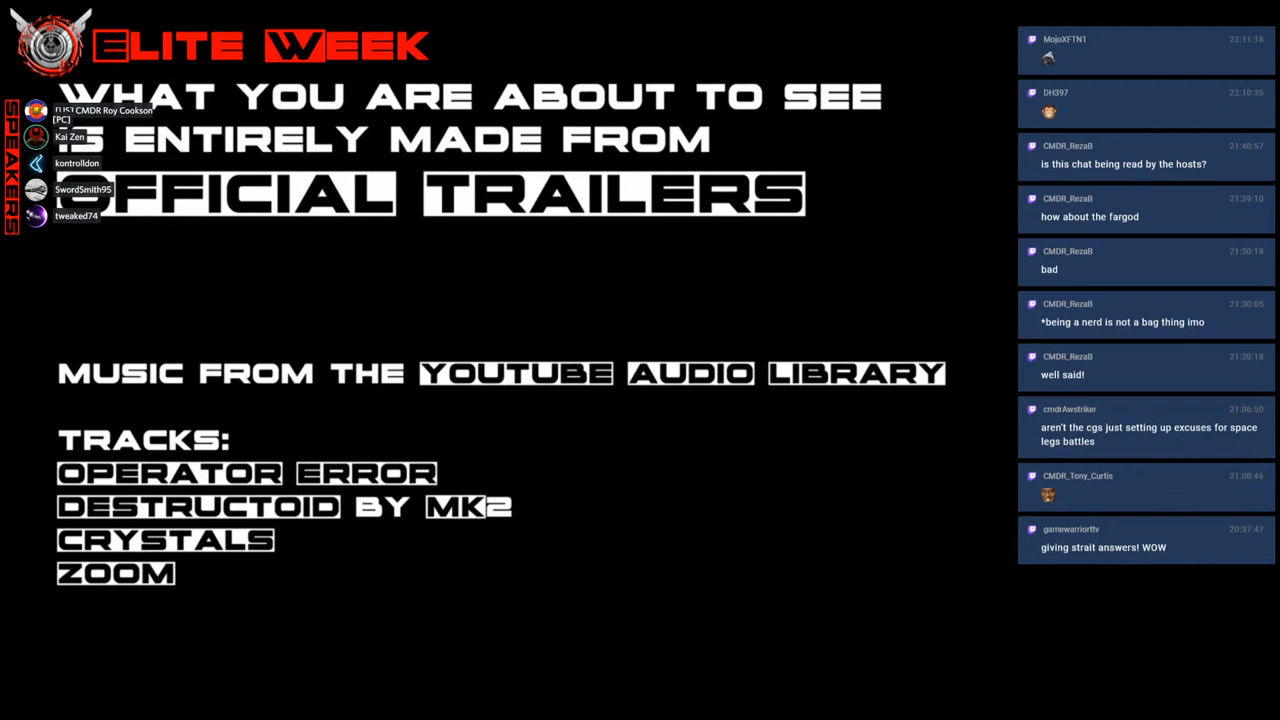 ELITE WEEK
WHAT YOU ARE ABOUT TO SEE
IS ENTIRELY MADE FROM
OFFICIAL TRAILERS
SPEAKERS
[US] CMDR Roy Cookson
[PC]
Kai Zen
kontrolldon
SwordSmith95
tweaked74
MUSIC FROM THE YOUTUBE AUDIO LIBRARY
TRACKS:
OPERATOR ERROR
DESTRUCTOID BY MK2
CRYSTALS
ZOOM
MojoXFTN1 22:11:18
DH397 22:10:35
CMDR_RezaB 21:40:57
is this chat being read by the hosts?
CMDR_RezaB 21:39:10
how about the fargod
CMDR_RezaB 21:30:18
bad
CMDR_RezaB 21:30:05
*being a nerd is not a bag thing imo
CMDR_RezaB 21:20:18
well said!
cmdrAwstriker 21:06:50
aren't the cgs just setting up excuses for space
legs battles
CMDR_Tony_Curtis 21:00:46
gamewarriorttv 20:37:47
giving strait answers! WOW